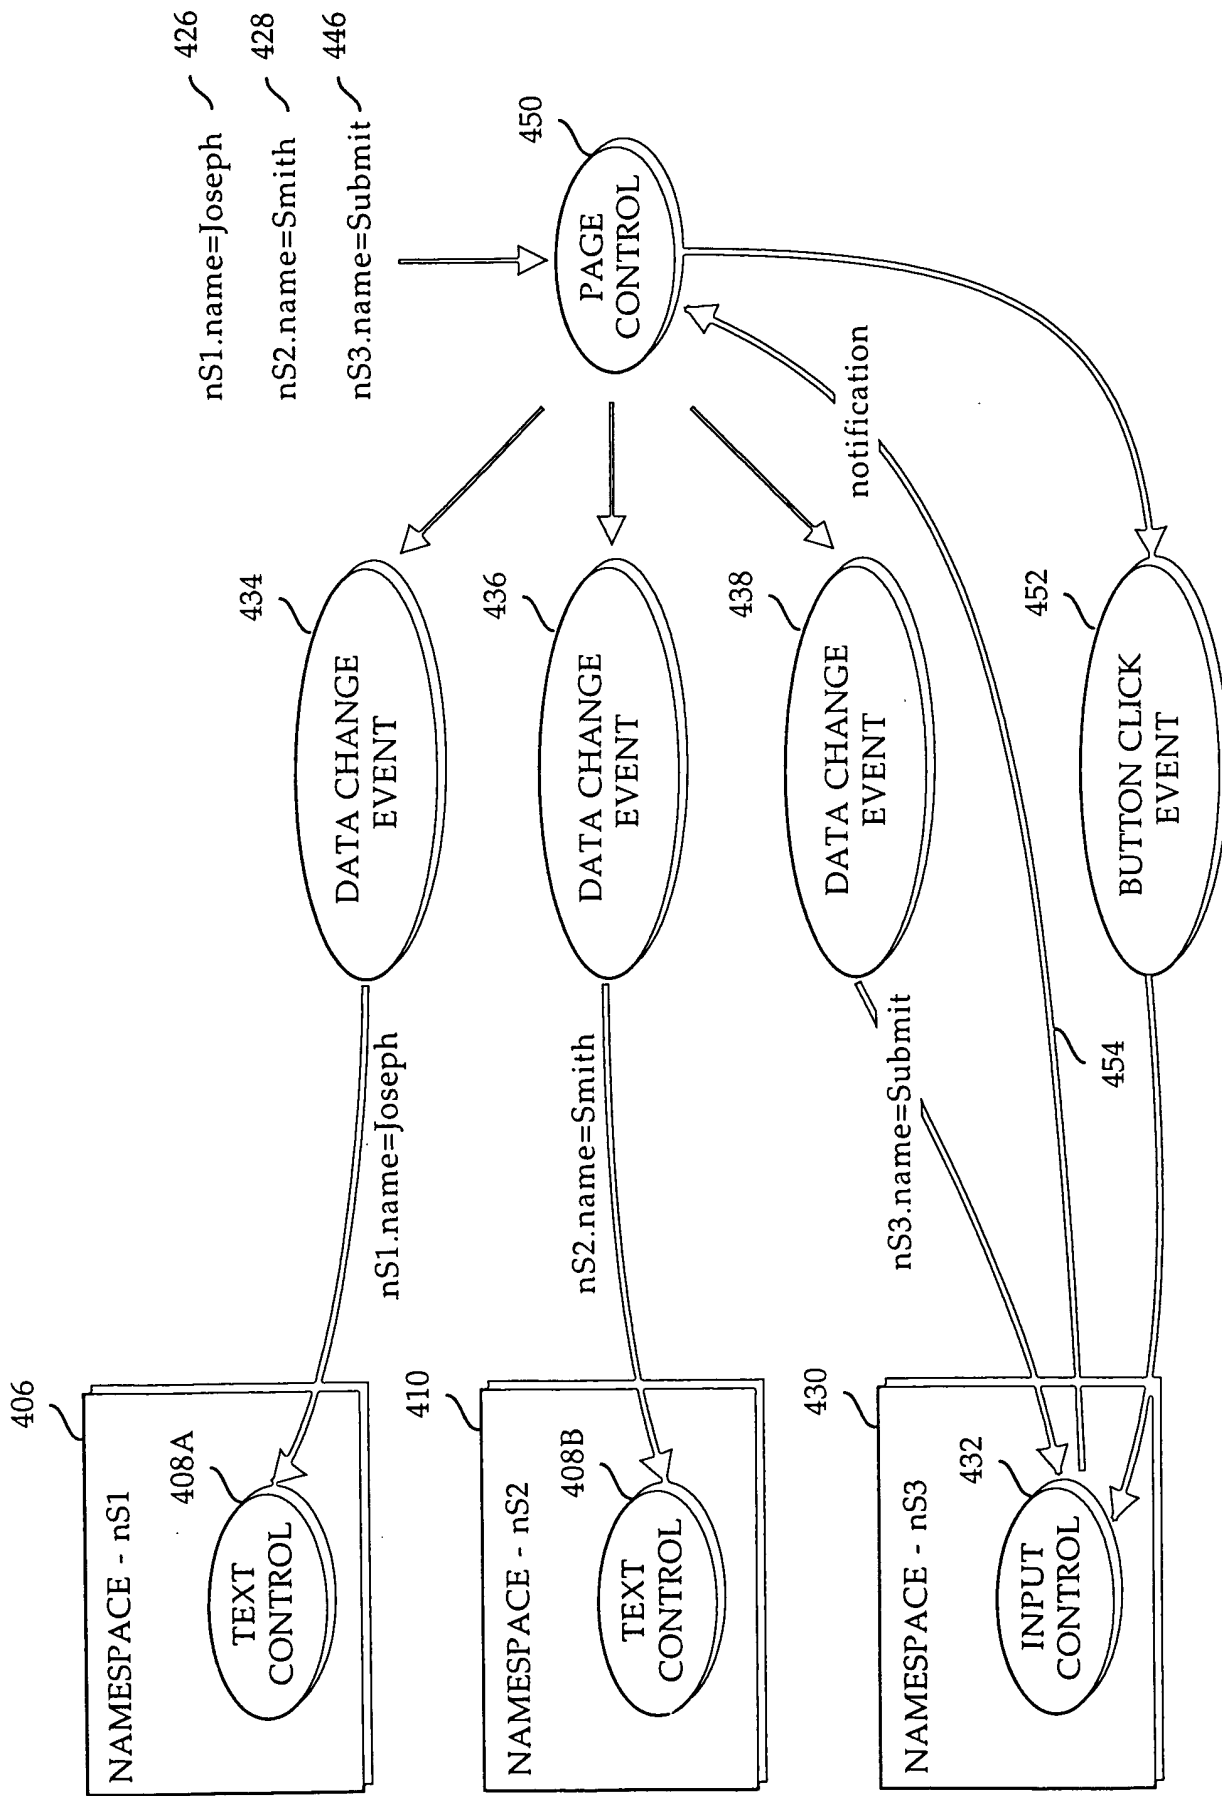 nS1.name=Joseph 426
nS2.name=Smith 428
nS3.name=Submit 446
450
PAGE
CONTROL
434
DATA CHANGE
EVENT
436
DATA CHANGE
EVENT
438
DATA CHANGE
EVENT
notification
452
BUTTON CLICK
EVENT
nS1.name=Joseph
nS2.name=Smith
nS3.name=Submit
454
406
NAMESPACE - nS1
408A
TEXT
CONTROL
410
NAMESPACE - nS2
408B
TEXT
CONTROL
430
NAMESPACE - nS3
432
INPUT
CONTROL